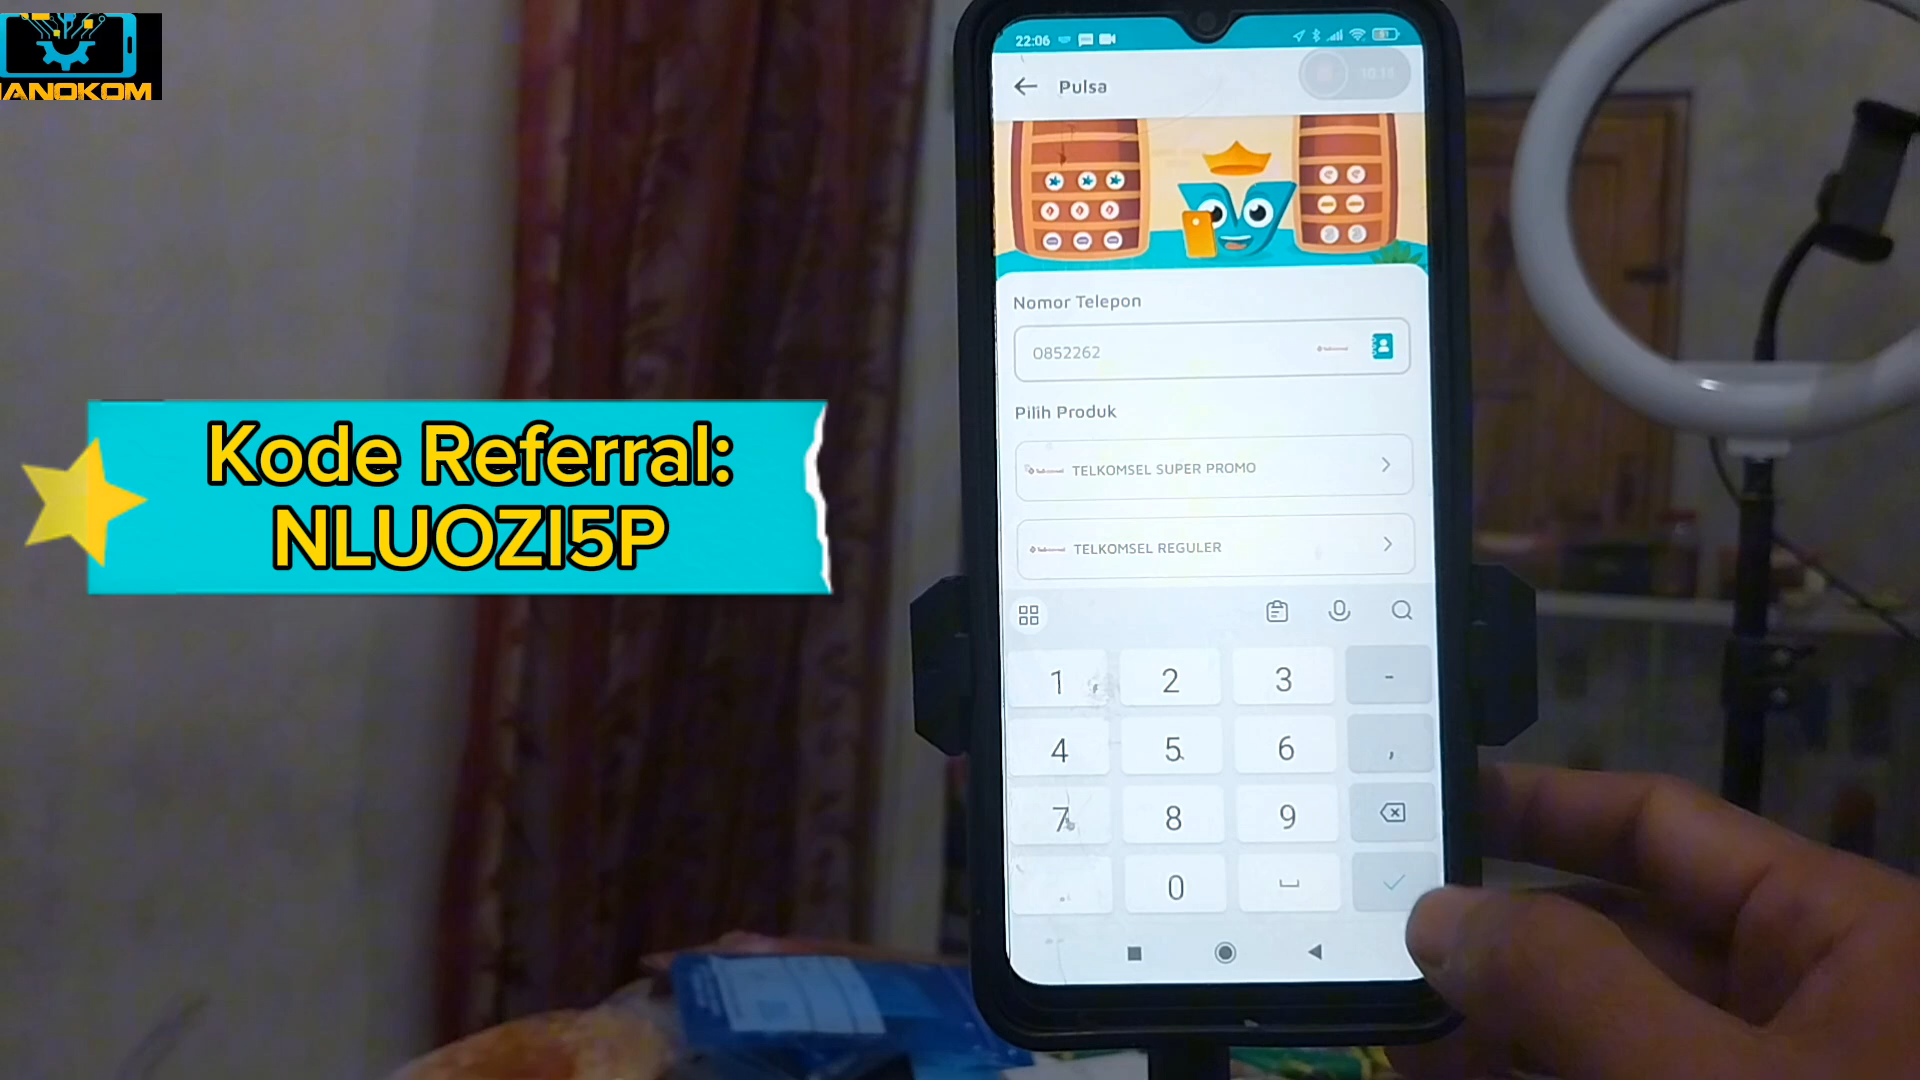 ANOKOM
Kode Referral:
NLUOZI5P
22:06
Pulsa
Nomor Telepon
0852262
Pilih Produk
TELKOMSEL SUPER PROMO
TELKOMSEL REGULER
1 2 3 -
4 5 6 ,
7 8 9
. 0